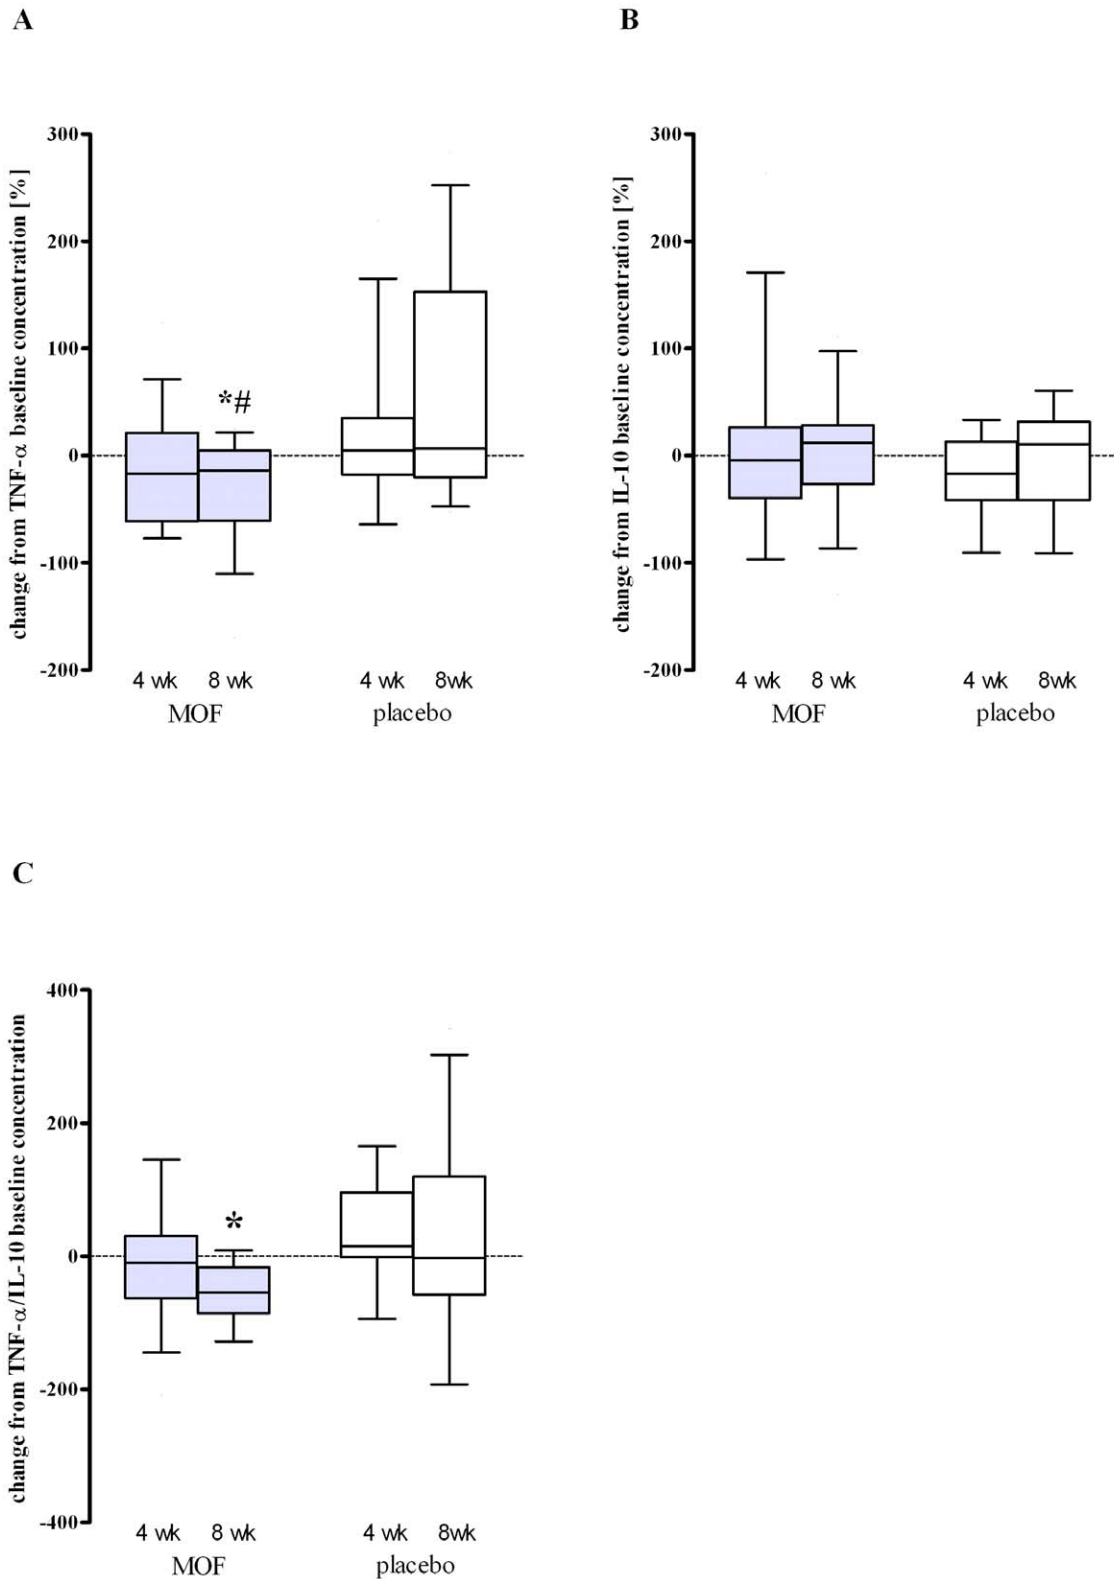 A
B
change from TNF-α baseline concentration [%]
300
200
100
0
-100
-200
*#
4 wk 8 wk 4 wk 8wk
MOF placebo
change from IL-10 baseline concentration [%]
300
200
100
0
-100
-200
4 wk 8 wk 4 wk 8wk
MOF placebo
C
change from TNF-α/IL-10 baseline concentration
400
200
0
-200
-400
*
4 wk 8 wk 4 wk 8wk
MOF placebo